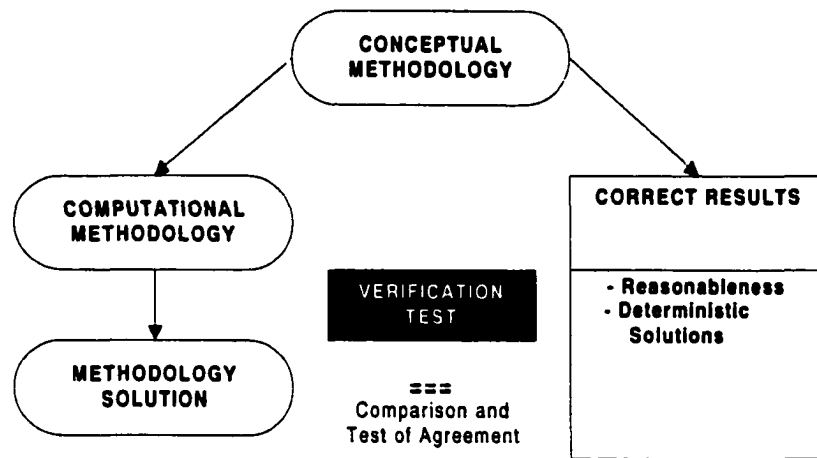 CONCEPTUAL
METHODOLOGY
COMPUTATIONAL
METHODOLOGY
CORRECT RESULTS
VERIFICATION
TEST
- Reasonableness
- Deterministic
Solutions
METHODOLOGY
SOLUTION
===
Comparison and
Test of Agreement